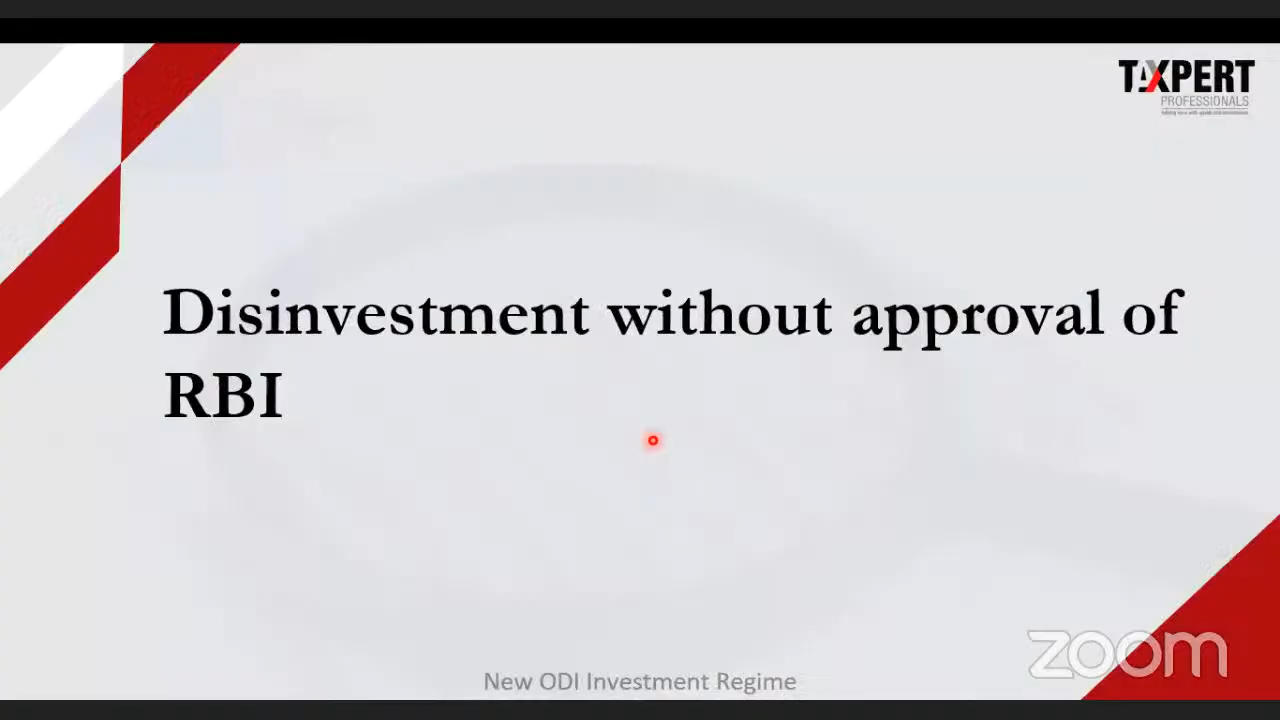 TAXPERT
PROFESSIONALS
Disinvestment without approval of
RBI
New ODI Investment Regime
zoom